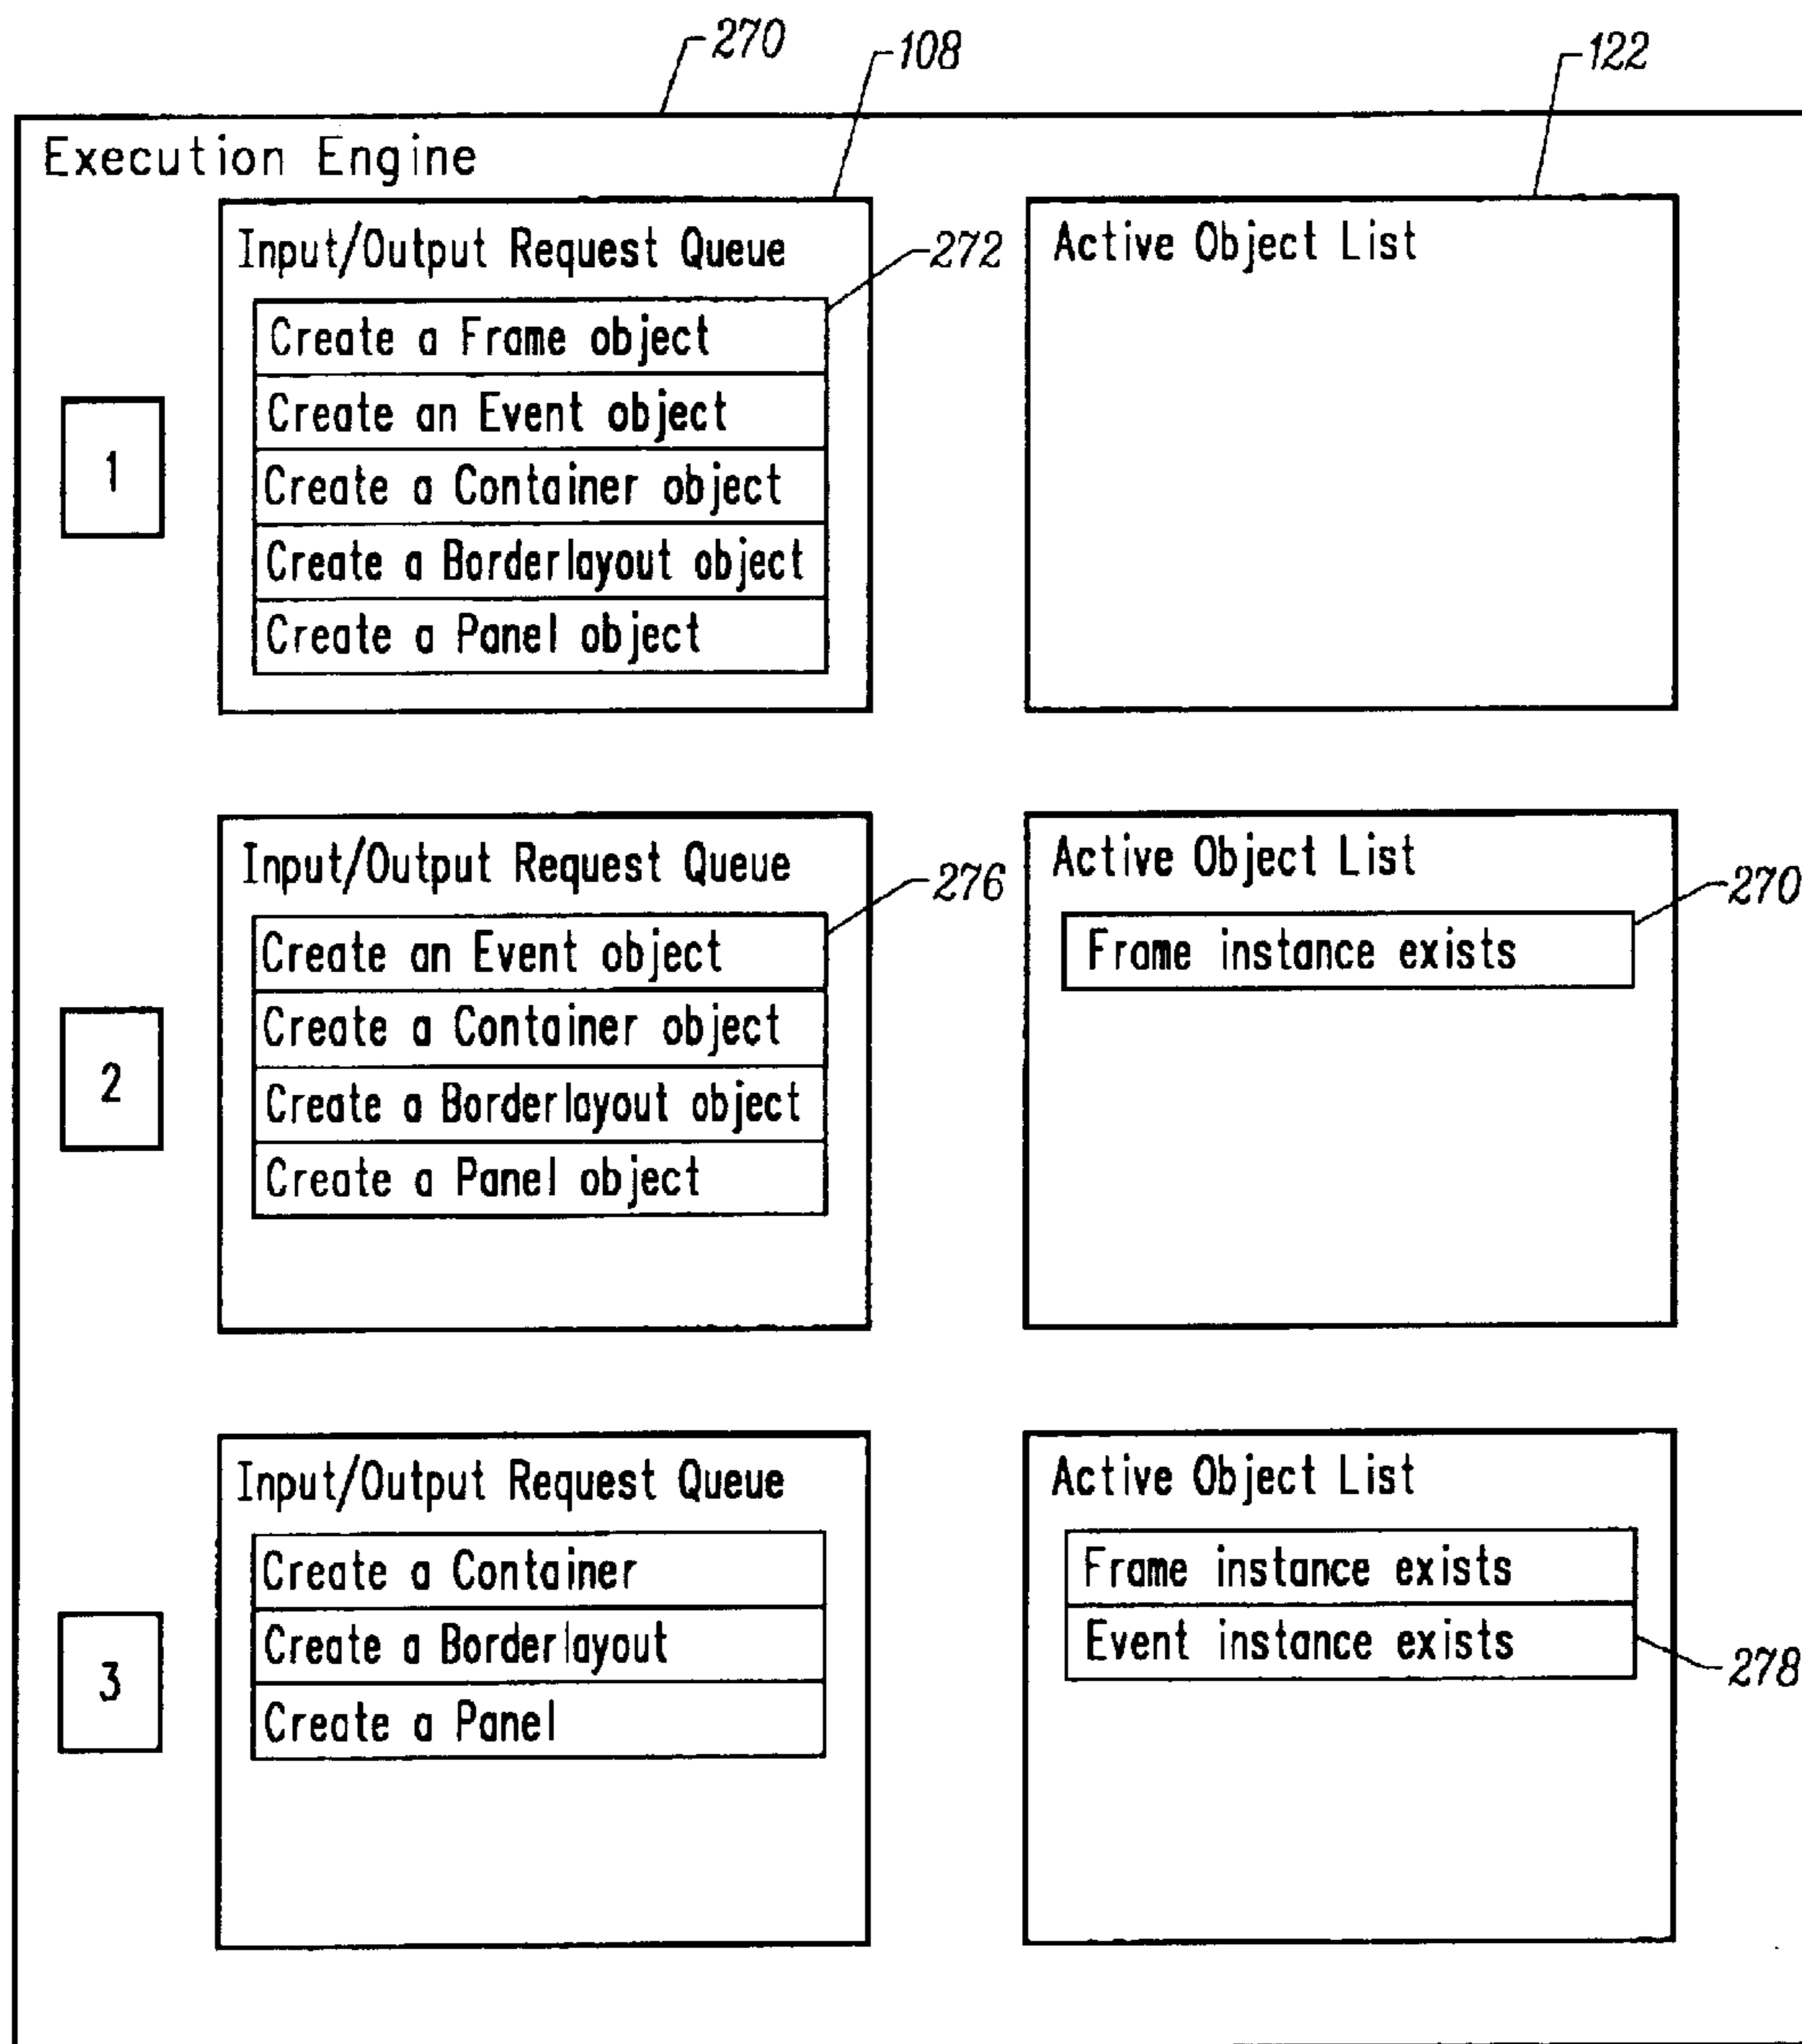 270
108
122
Execution Engine
Input/Output Request Queue
272
Active Object List
Create a Frame object
Create an Event object
1
Create a Container object
Create a Borderlayout object
Create a Panel object
Input/Output Request Queue
276
Active Object List
270
Create an Event object
Frame instance exists
Create a Container object
2
Create a Borderlayout object
Create a Panel object
Input/Output Request Queue
Active Object List
Create a Container
Frame instance exists
Create a Borderlayout
Event instance exists
278
3
Create a Panel